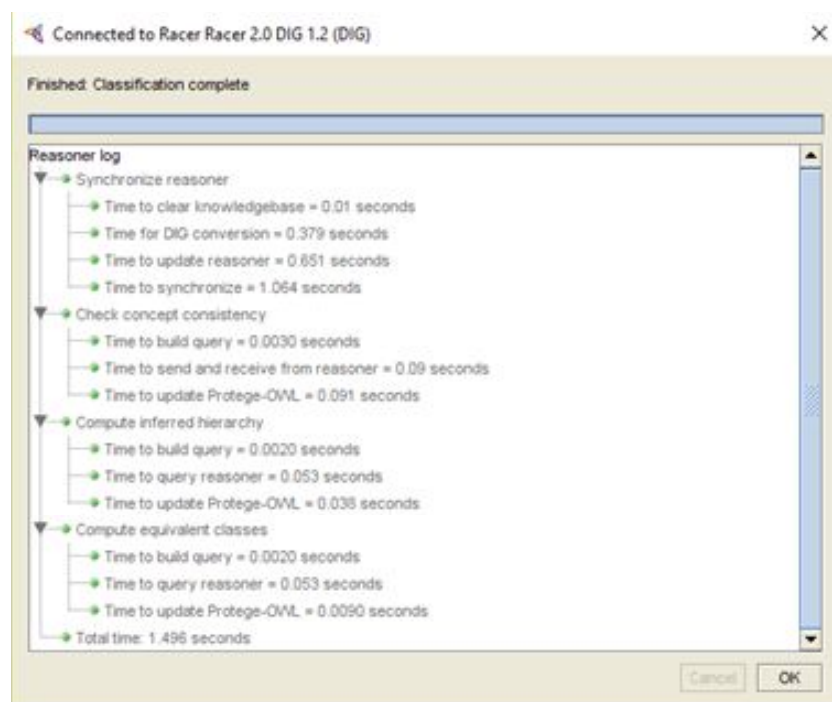 Connected to Racer Racer 2.0 DIG 1.2 (DIG)
Finished: Classification complete
Reasoner log
Synchronize reasoner
Time to clear knowledgebase = 0.01 seconds
Time for DIG conversion = 0.379 seconds
Time to update reasoner = 0.651 seconds
Time to synchronize = 1.064 seconds
Check concept consistency
Time to build query = 0.0030 seconds
Time to send and receive from reasoner = 0.09 seconds
Time to update Protege-OWL = 0.091 seconds
Compute inferred hierarchy
Time to build query = 0.0020 seconds
Time to query reasoner = 0.053 seconds
Time to update Protege-OWL = 0.038 seconds
Compute equivalent classes
Time to build query = 0.0020 seconds
Time to query reasoner = 0.053 seconds
Time to update Protege-OWL = 0.0090 seconds
Total time: 1.496 seconds
Cancel OK